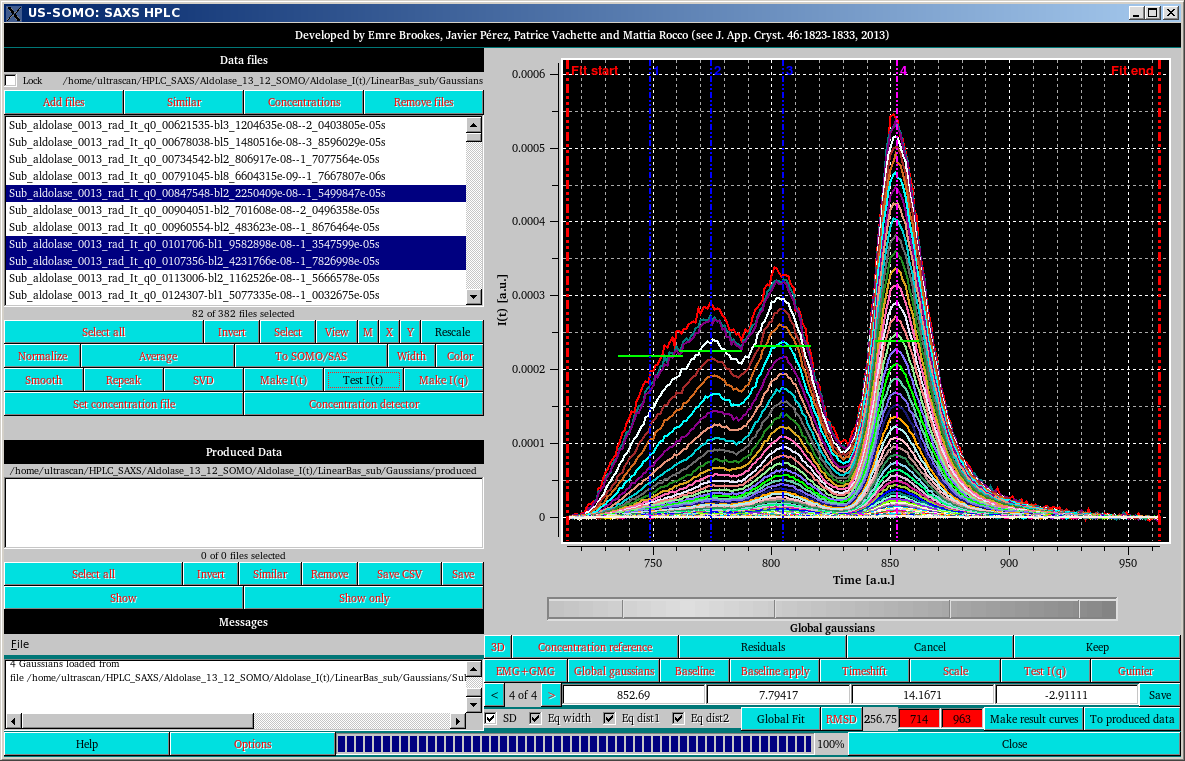 US-SOMO: SAXS HPLC
Developed by Emre Brookes, Javier Pérez, Patrice Vachette and Mattia Rocco (see J. App. Cryst. 46:1823-1833, 2013)
Data files
Lock /home/ultrascan/HPLC_SAXS/Aldolase_13_12_SOMO/Aldolase_I(t)/LinearBas_sub/Gaussians
Add files Similar Concentrations Remove files
Sub_aldolase_0013_rad_It_q0_00621535-bl3_1204635e-08--2_0403805e-05s
Sub_aldolase_0013_rad_It_q0_00678038-bl5_1480516e-08--3_8596029e-05s
Sub_aldolase_0013_rad_It_q0_00734542-bl2_806917e-08--1_7077564e-05s
Sub_aldolase_0013_rad_It_q0_00791045-bl8_6604315e-09--1_7667807e-06s
Sub_aldolase_0013_rad_It_q0_00847548-bl2_2250409e-08--1_5499847e-05s
Sub_aldolase_0013_rad_It_q0_00904051-bl2_701608e-08--2_0496358e-05s
Sub_aldolase_0013_rad_It_q0_00960554-bl2_483623e-08--1_8676464e-05s
Sub_aldolase_0013_rad_It_q0_0101706-bl1_9582898e-08--1_3547599e-05s
Sub_aldolase_0013_rad_It_q0_0107356-bl2_4231766e-08--1_7826998e-05s
Sub_aldolase_0013_rad_It_q0_0113006-bl2_1162526e-08--1_5666578e-05s
Sub_aldolase_0013_rad_It_q0_0124307-bl1_5077335e-08--1_0032675e-05s
82 of 382 files selected
Select all Invert Select View M X Y Rescale
Normalize Average To SOMO/SAS Width Color
Smooth Repeak SVD Make I(t) Test I(t) Make I(q)
Set concentration file Concentration detector
Produced Data
/home/ultrascan/HPLC_SAXS/Aldolase_13_12_SOMO/Aldolase_I(t)/LinearBas_sub/Gaussians/produced
0 of 0 files selected
Select all Invert Similar Remove Save CSV Save
Show Show only
Messages
File
4 Gaussians loaded from
file /home/ultrascan/HPLC_SAXS/Aldolase_13_12_SOMO/Aldolase_I(t)/LinearBas_sub/Gaussians/Sub
Help Options 100% Close
Fit start 1 2 3 4 Fit end
0.0006
0.0005
0.0004
0.0003
0.0002
0.0001
0
I(t) [a.u.]
750 800 850 900 950
Time [a.u.]
Global gaussians
3D Concentration reference Residuals Cancel Keep
EMG+GMG Global gaussians Baseline Baseline apply Timeshift Scale Test I(q) Guinier
< 4 of 4 > 852.69 7.79417 14.1671 -2.91111 Save
SD Eq width Eq dist1 Eq dist2 Global Fit RMSD 256.75 714 963 Make result curves To produced data